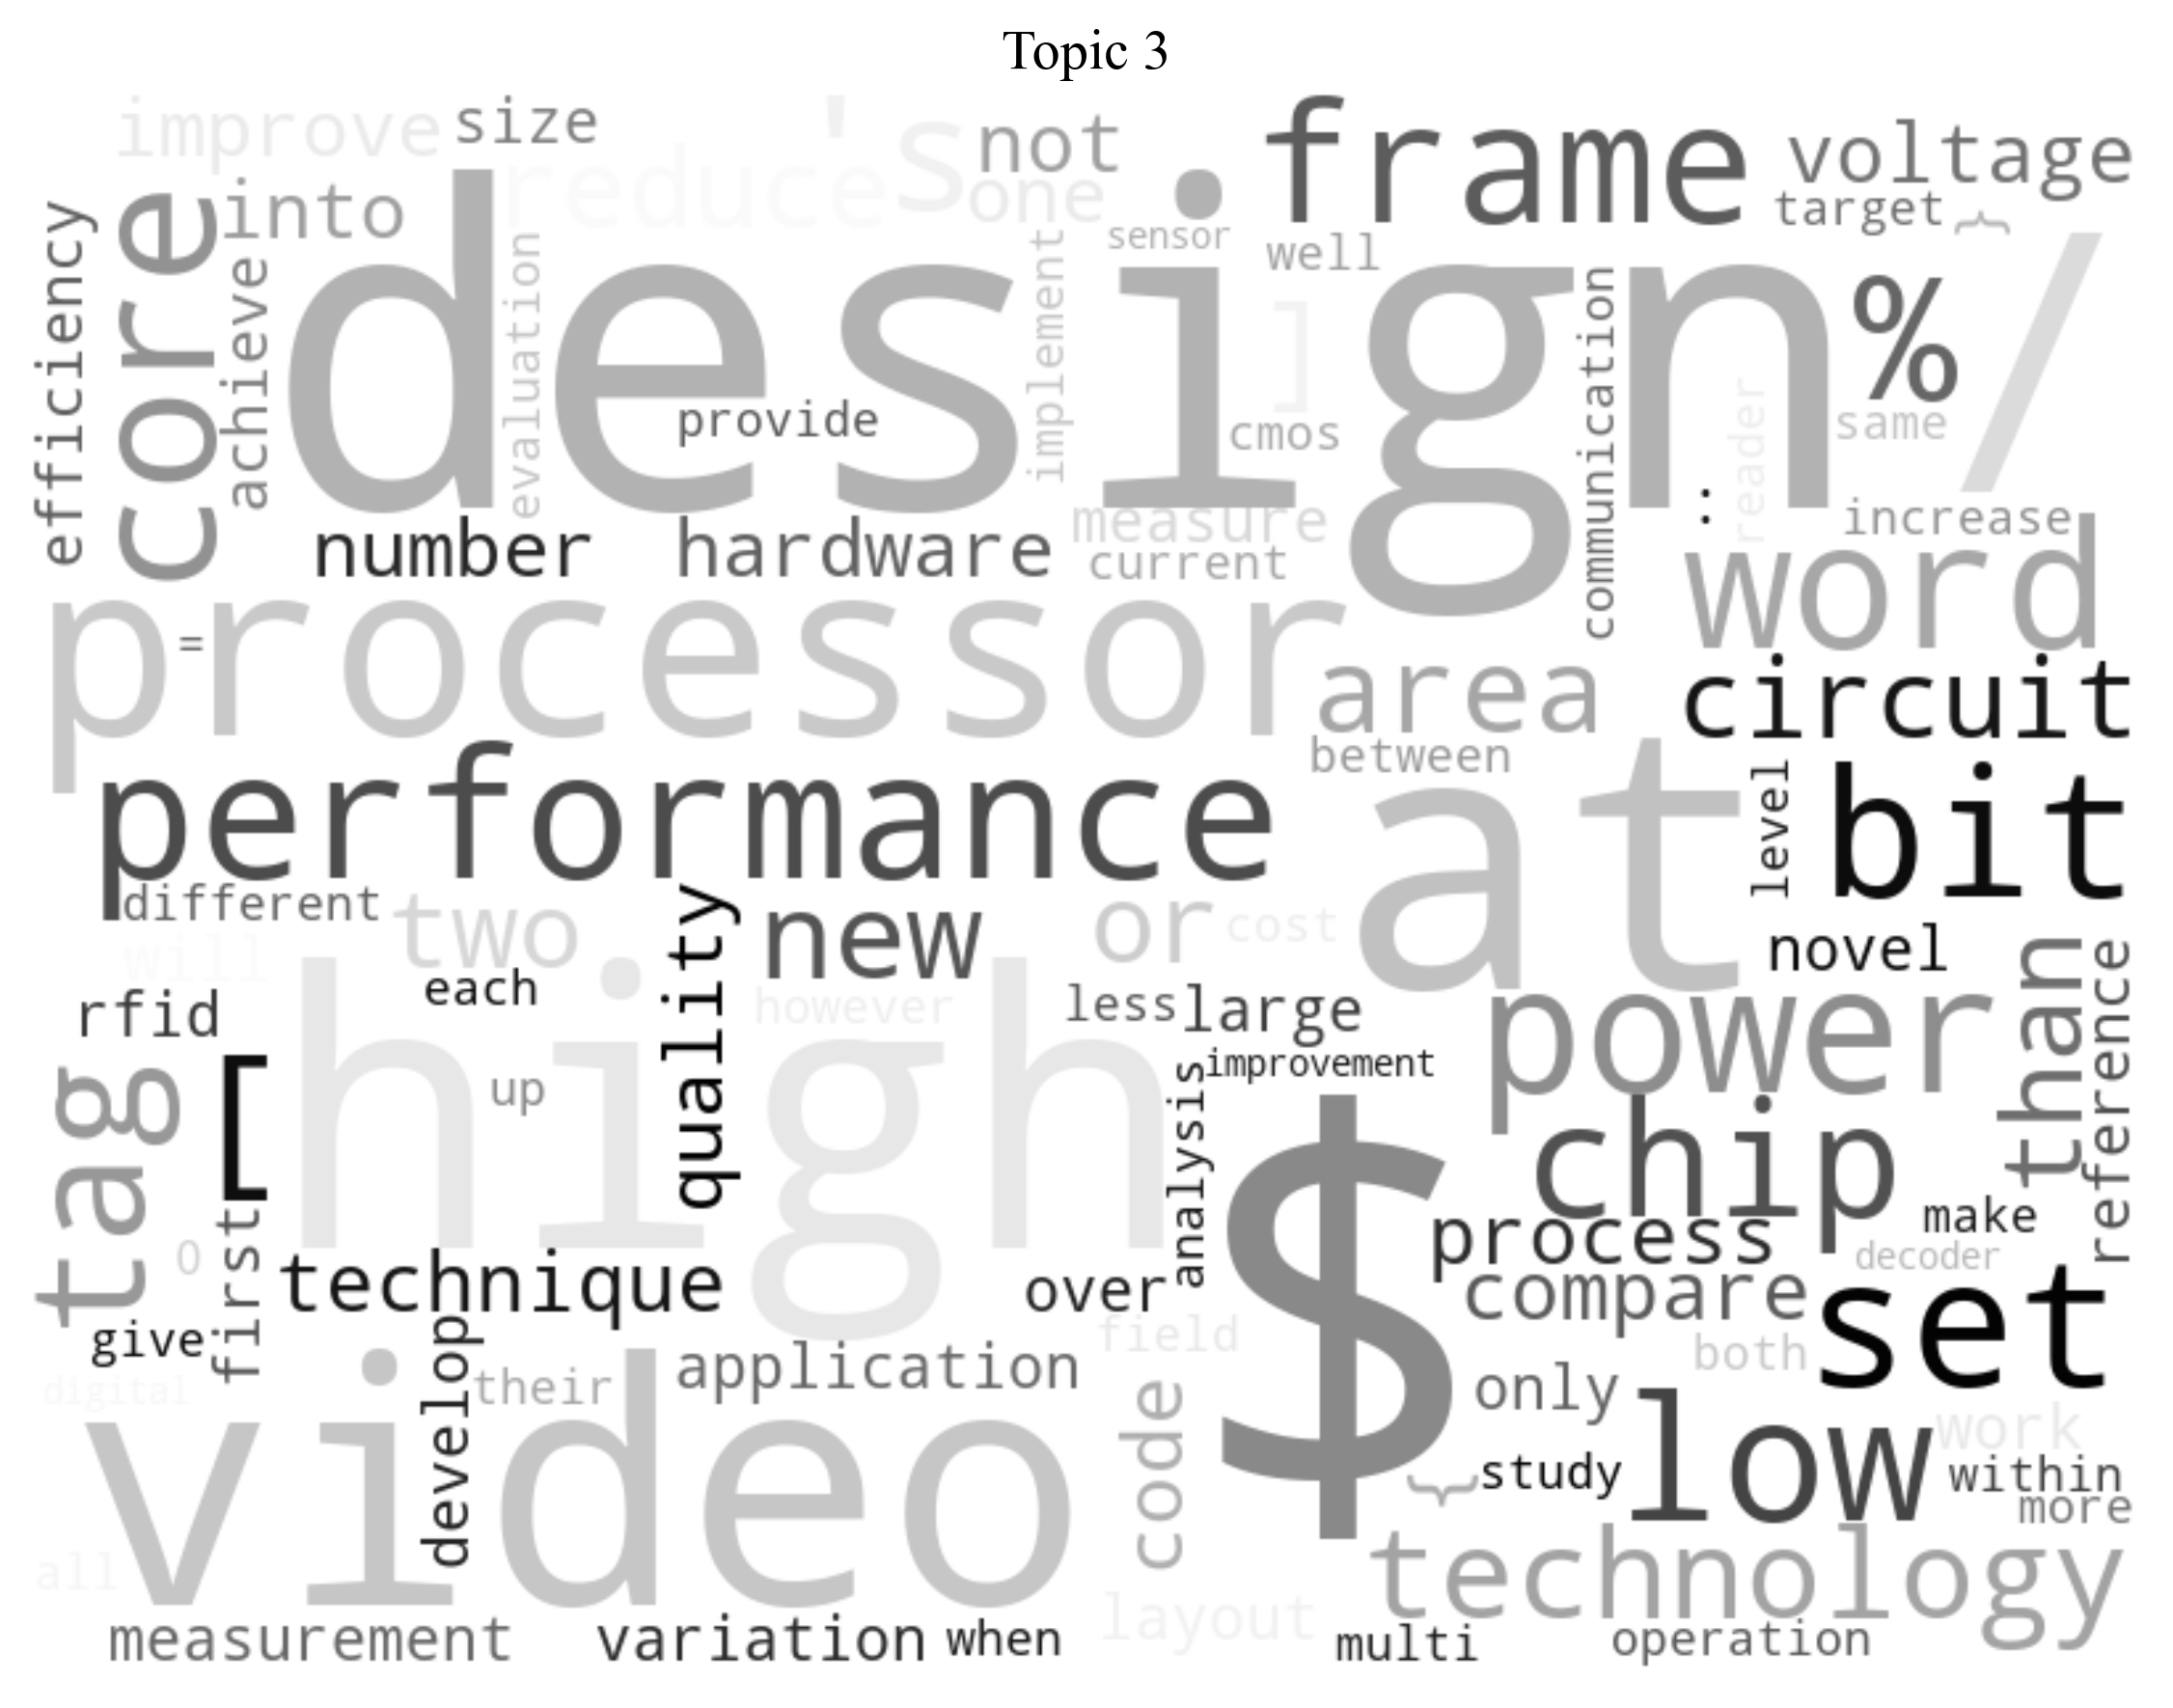 Topic 3
improve
size
reduce
's
not
one
frame
voltage
target
{
efficiency
core
into
achieve
design
evaluation
provide
implement
sensor
well
]
cmos
communication
.
reader
%
/
same
increase
number
hardware
measure
current
word
processor
=
area
circuit
between
performance
at
level
bit
different
two
quality
new
or
cost
novel
will
each
however
less
large
power
than
reference
rfid
high
up
improvement
tag
[
analysis
$
chip
process
make
decoder
0
first
technique
over
compare
set
give
develop
field
both
digital
their
application
code
only
low
work
video
}
study
within
more
all
technology
measurement
variation
when
layout
multi
operation
: